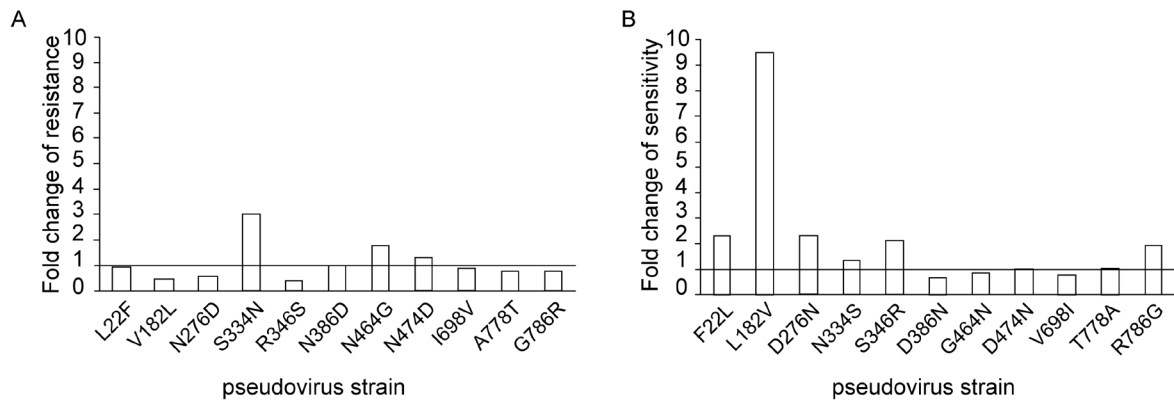 A
Fold change of resistance
10
9
8
7
6
5
4
3
2
1
0
L22F
V182L
N276D
S334N
R346S
N386D
N464G
N474D
I698V
A778T
G786R
pseudovirus strain
B
Fold change of sensitivity
10
9
8
7
6
5
4
3
2
1
0
F22L
L182V
D276N
N334S
S346R
D386N
G464N
D474N
V698I
T778A
R786G
pseudovirus strain